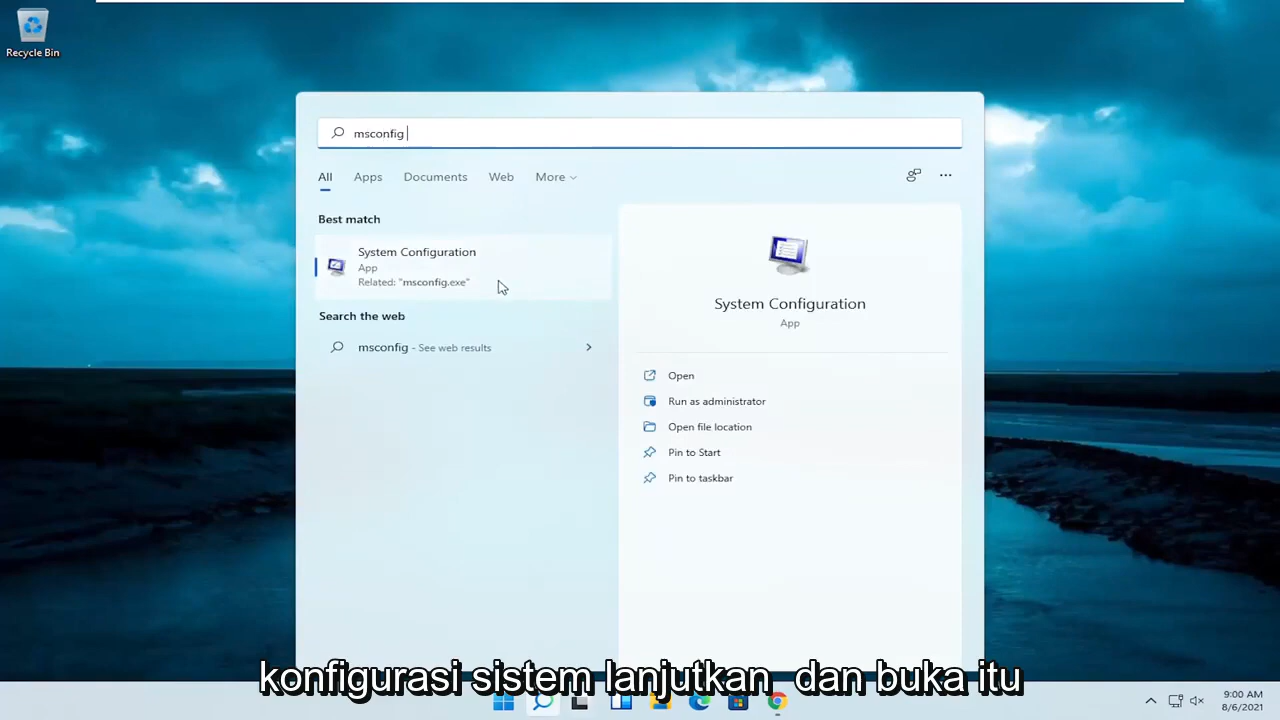 Recycle Bin
msconfig
All Apps Documents Web More
Best match
System Configuration
App
Related: "msconfig.exe"
Search the web
msconfig - See web results
System Configuration
App
Open
Run as administrator
Open file location
Pin to Start
Pin to taskbar
konfigurasi sistem lanjutkan dan buka itu
9:00 AM
8/6/2021